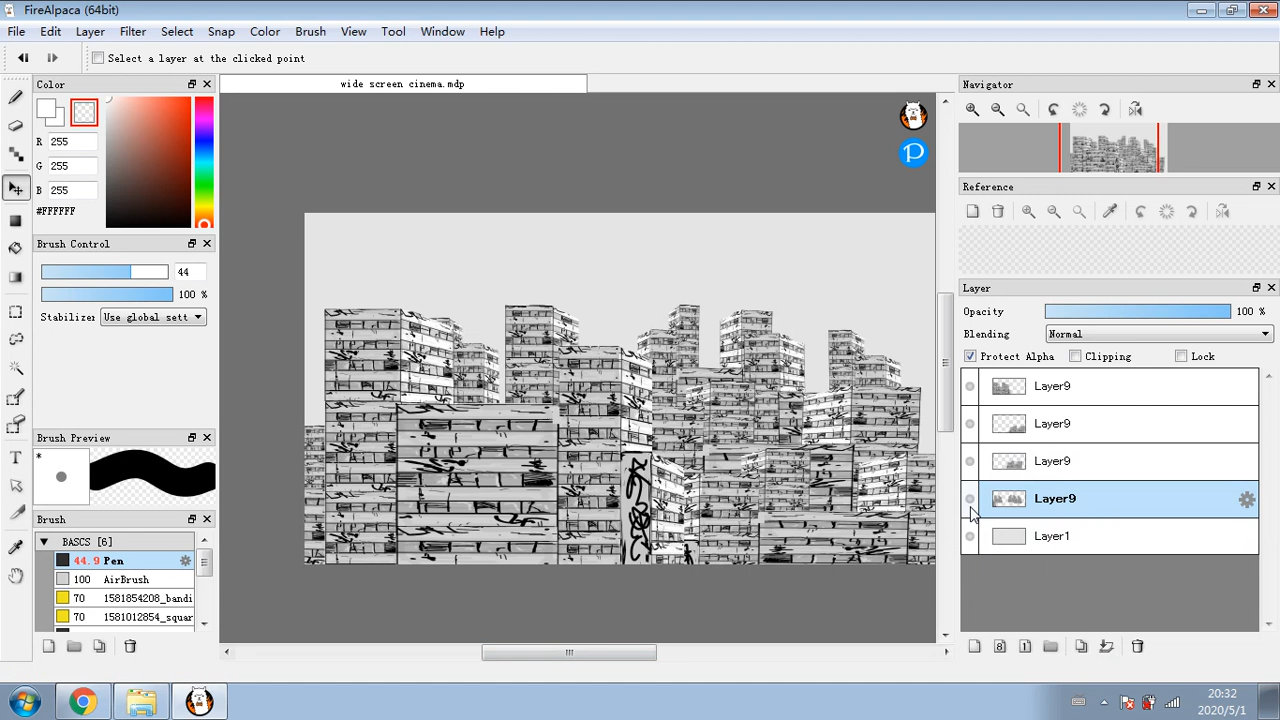 FireAlpaca (64bit)
File Edit Layer Filter Select Snap Color Brush View Tool Window Help
Select a layer at the clicked point
Color
wide screen cinema.mdp
Navigator
R 255
G 255
B 255
#FFFFFF
Reference
Brush Control
44
100 %
Stabilizer Use global sett
Layer
Opacity 100 %
Blending Normal
Protect Alpha Clipping Lock
Layer9
Layer9
Layer9
Layer9
Layer1
Brush Preview
*
Brush
BASCS [6]
44.9 Pen
100 AirBrush
70 1581854208_bandi
70 1581012854_squar
8 1
P
20:32
2020/5/1